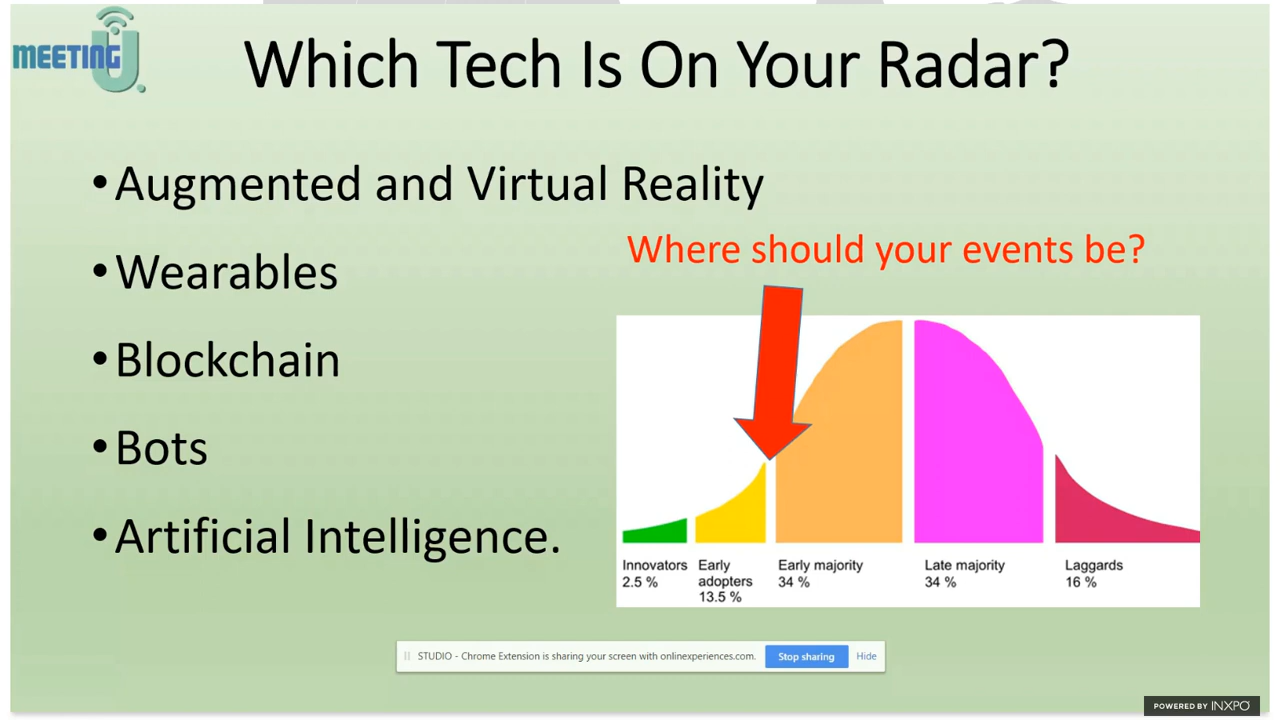 MEETING U
Which Tech Is On Your Radar?
•Augmented and Virtual Reality
Where should your events be?
•Wearables
•Blockchain
•Bots
•Artificial Intelligence.
Innovators
2.5 %
Early
adopters
13.5 %
Early majority
34 %
Late majority
34 %
Laggards
16 %
STUDIO - Chrome Extension is sharing your screen with onlinexperiences.com. Stop sharing Hide
POWERED BY INXPO